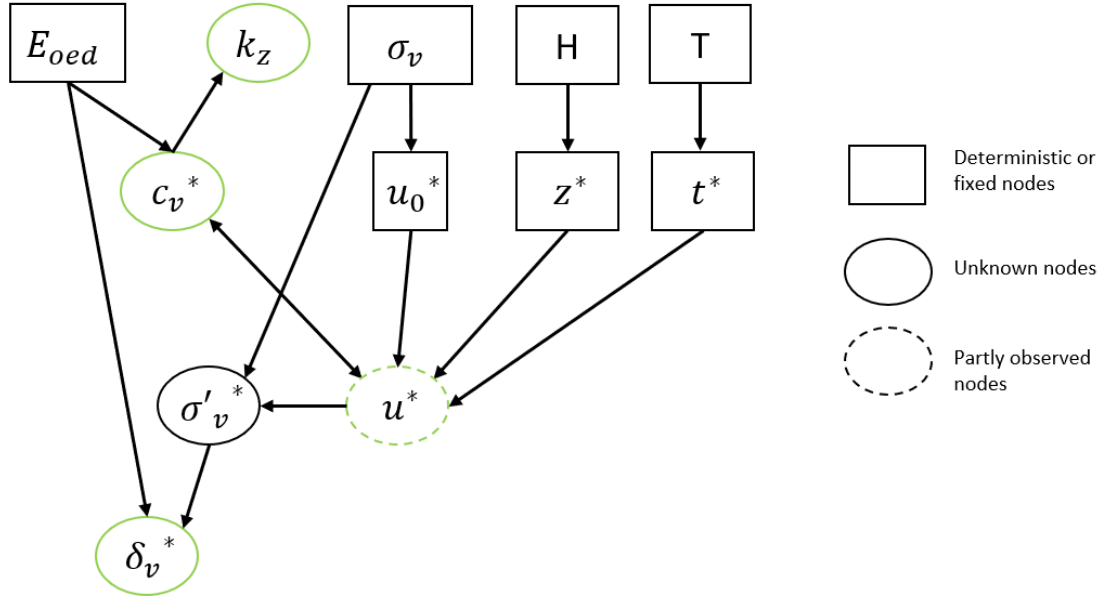 E_oed
k_z
σ_v
H
T
c_v*
u_0*
z*
t*
Deterministic or
fixed nodes
Unknown nodes
Partly observed
nodes
σ'_v*
u*
δ_v*